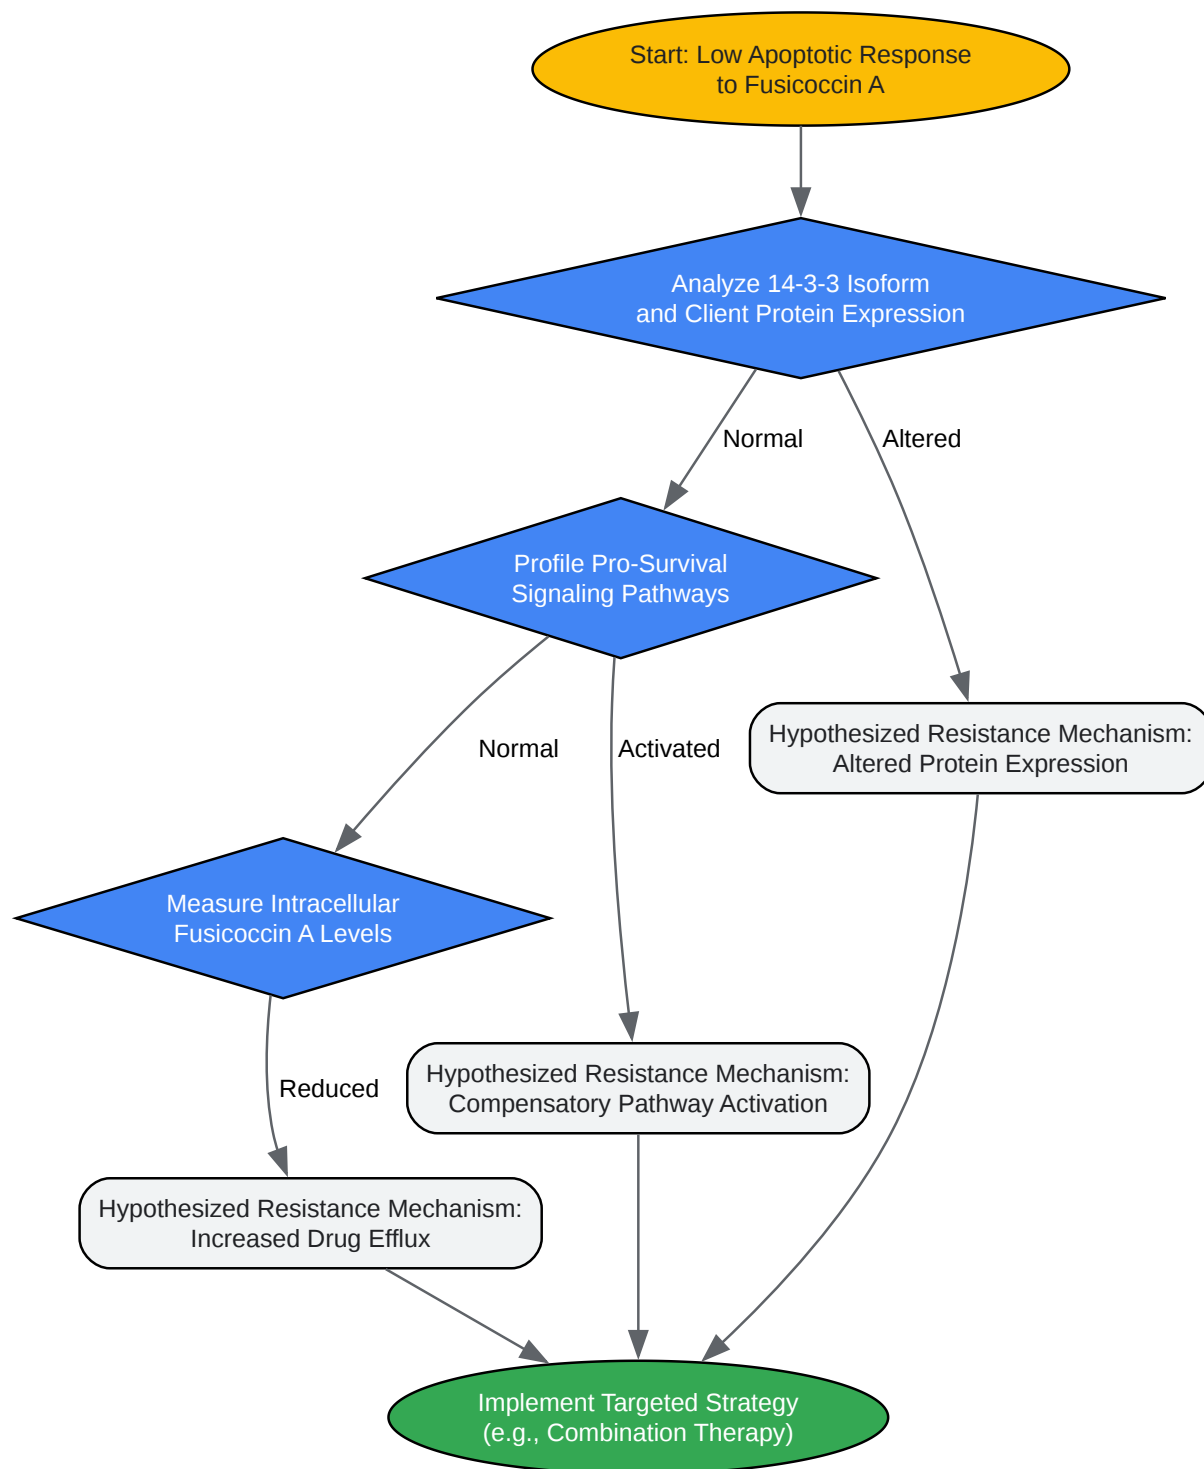 Start: Low Apoptotic Response
to Fusicoccin A
Analyze 14-3-3 Isoform
and Client Protein Expression
Normal
Altered
Profile Pro-Survival
Signaling Pathways
Normal
Activated
Hypothesized Resistance Mechanism:
Altered Protein Expression
Measure Intracellular
Fusicoccin A Levels
Reduced
Hypothesized Resistance Mechanism:
Compensatory Pathway Activation
Hypothesized Resistance Mechanism:
Increased Drug Efflux
Implement Targeted Strategy
(e.g., Combination Therapy)